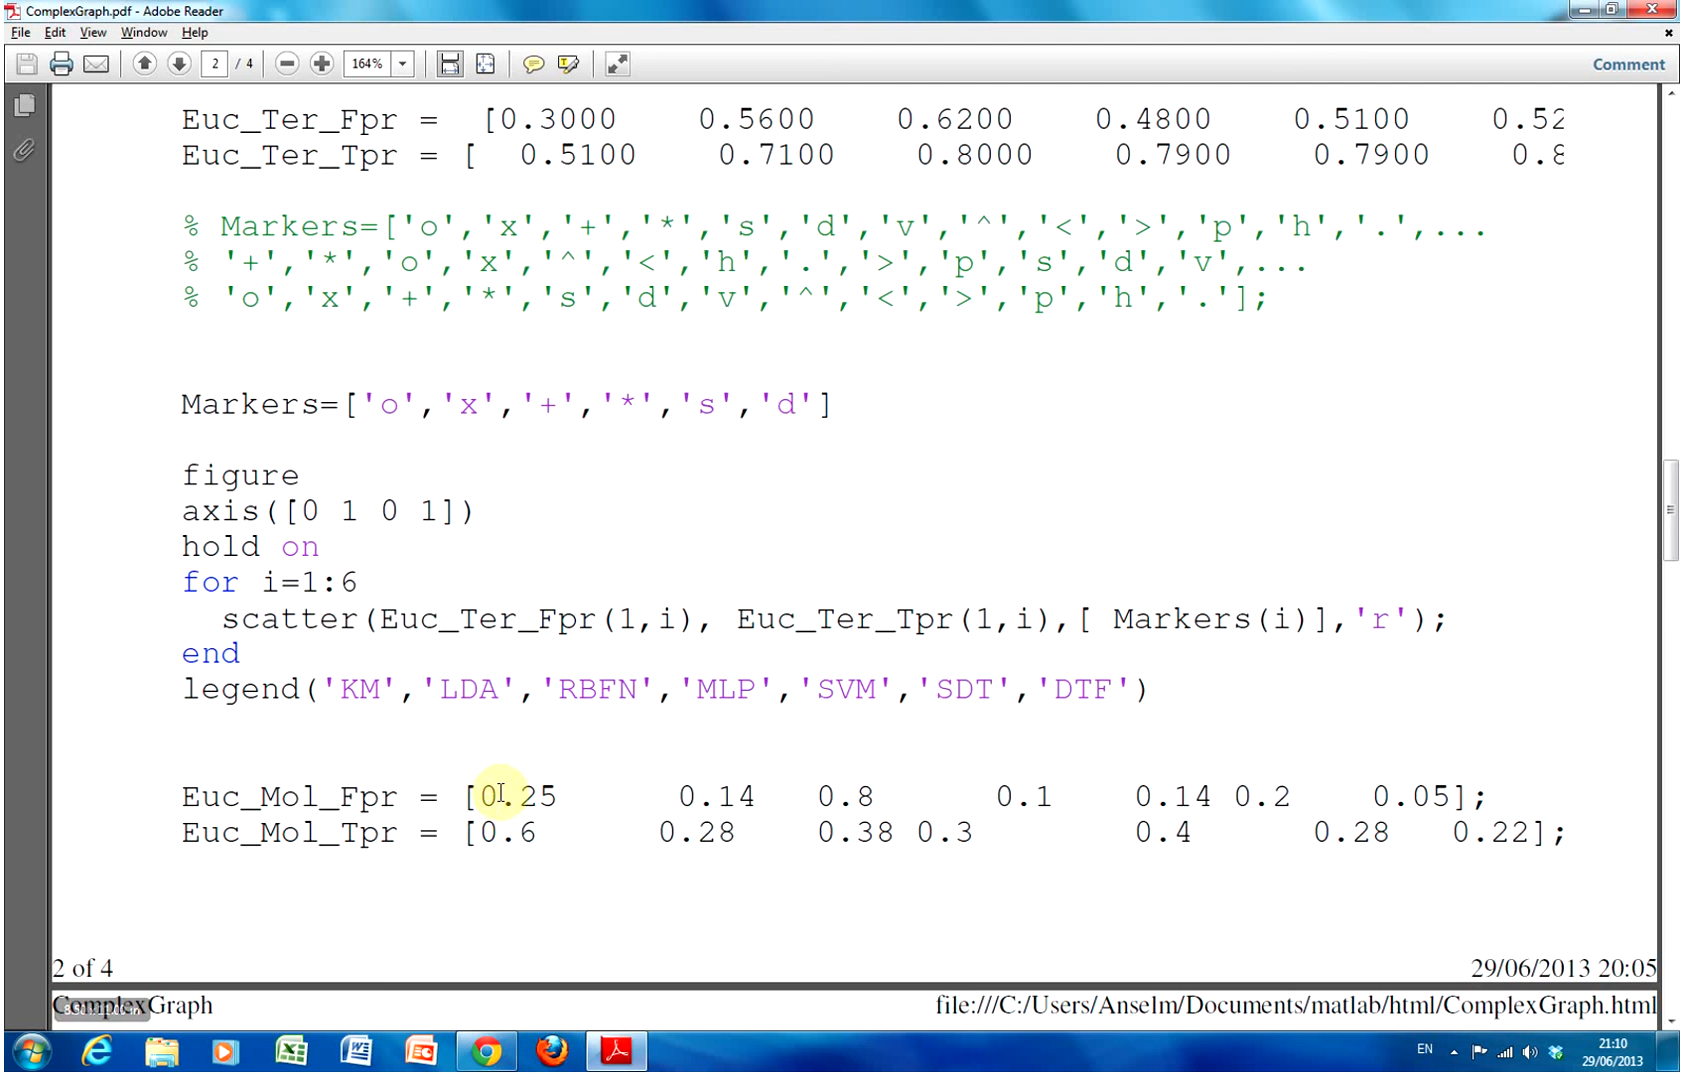 ComplexGraph.pdf - Adobe Reader
File Edit View Window Help
2 / 4 164% Comment
Euc_Ter_Fpr = [0.3000 0.5600 0.6200 0.4800 0.5100 0.52
Euc_Ter_Tpr = [ 0.5100 0.7100 0.8000 0.7900 0.7900 0.8
% Markers=['o','x','+','*','s','d','v','^','<','>','p','h','.',...
% '+','*','o','x','^','<','h','.','>','p','s','d','v',...
% 'o','x','+','*','s','d','v','^','<','>','p','h','.'];
Markers=['o','x','+','*','s','d']
figure
axis([0 1 0 1])
hold on
for i=1:6
scatter(Euc_Ter_Fpr(1,i), Euc_Ter_Tpr(1,i),[ Markers(i)],'r');
end
legend('KM','LDA','RBFN','MLP','SVM','SDT','DTF')
Euc_Mol_Fpr = [0.25 0.14 0.8 0.1 0.14 0.2 0.05];
Euc_Mol_Tpr = [0.6 0.28 0.38 0.3 0.4 0.28 0.22];
2 of 4 29/06/2013 20:05
ComplexGraph file:///C:/Users/Anselm/Documents/matlab/html/ComplexGraph.html
EN 21:10
29/06/2013